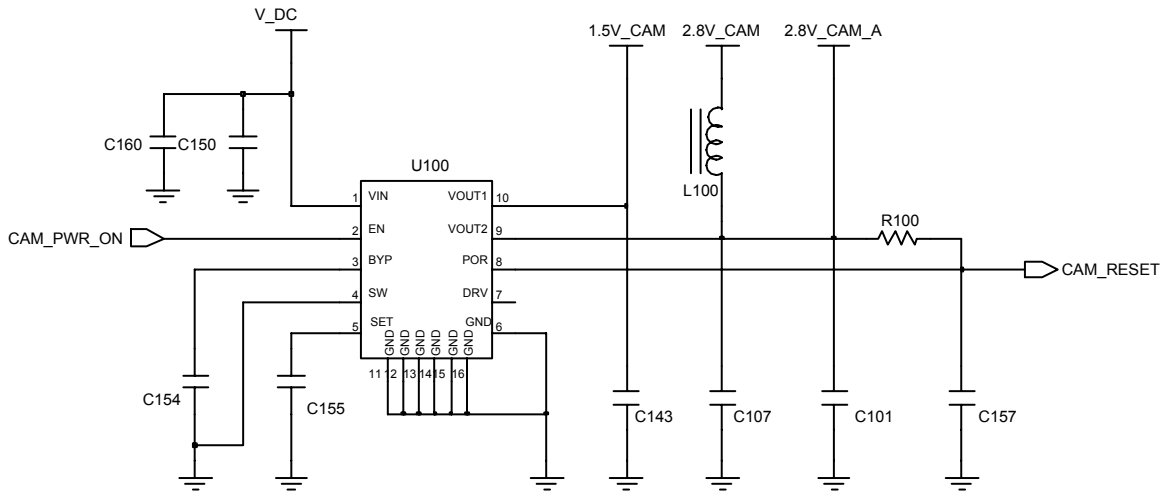 V_DC
1.5V_CAM 2.8V_CAM 2.8V_CAM_A
C160 C150
L100
U100
1 VIN VOUT1 10
R100
CAM_PWR_ON 2 EN VOUT2 9
3 BYP POR 8 CAM_RESET
4 SW DRV 7
5 SET GND 6
GND GND GND GND GND GND
11 12 13 14 15 16
C154 C155 C143 C107 C101 C157